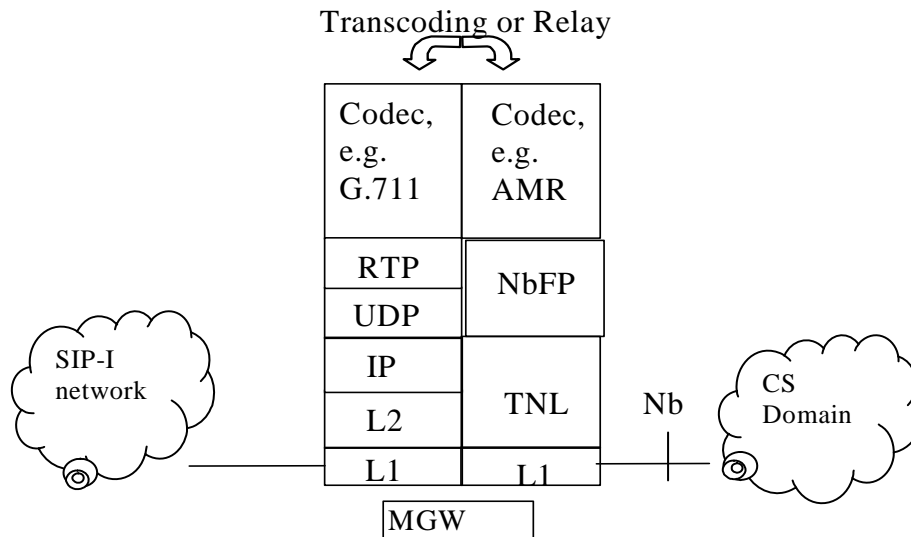 Transcoding or Relay
Codec,
e.g.
G.711
Codec,
e.g.
AMR
RTP
NbFP
UDP
SIP-I
network
IP
TNL
Nb
CS
Domain
L2
L1
L1
MGW